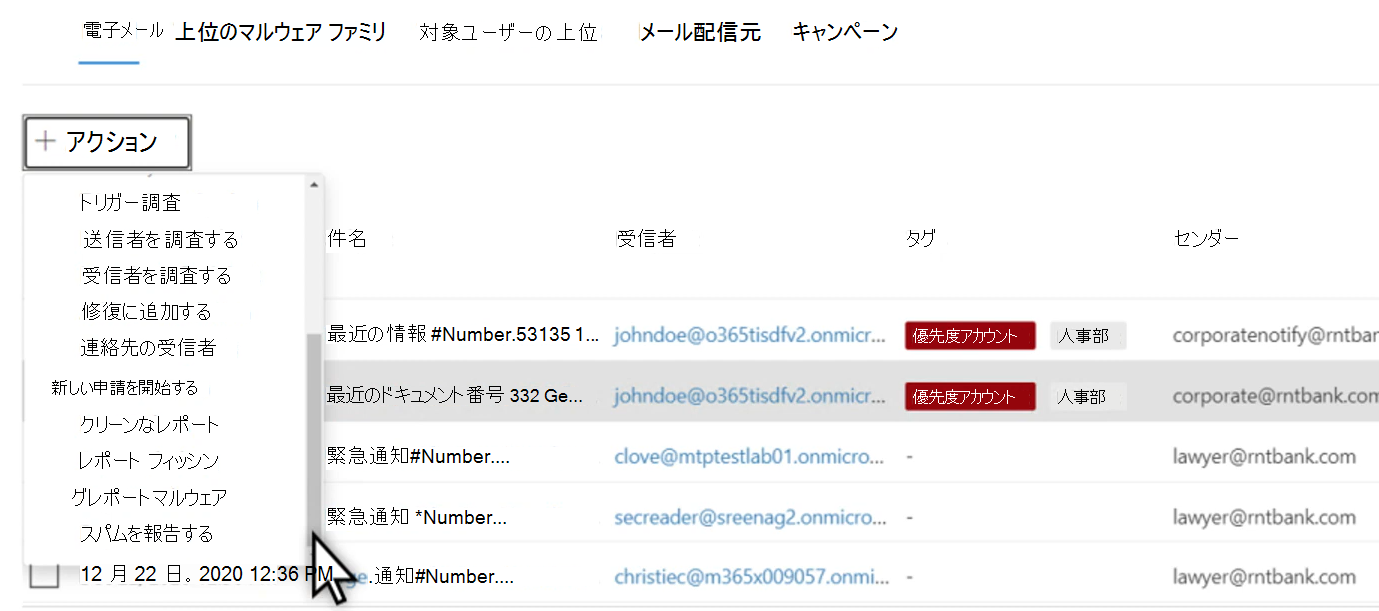 電子メール 上位のマルウェア ファミリ 対象ユーザーの上位 メール配信元 キャンペーン
+ アクション
トリガー調査
送信者を調査する
受信者を調査する
修復に追加する
連絡先の受信者
新しい申請を開始する
クリーンなレポート
レポート フィッシン
グレポートマルウェア
スパムを報告する
件名 受信者 タグ センダー
最近の情報 #Number.53135 1... johndoe@o365tisdfv2.onmicr... 優先度アカウント 人事部 corporatenotify@rntban
最近のドキュメント番号 332 Ge... johndoe@o365tisdfv2.onmicr... 優先度アカウント 人事部 corporate@rntbank.com
緊急通知#Number.... clove@mtptestlab01.onmicro... - lawyer@rntbank.com
緊急通知 *Number... secreader@sreenag2.onmicro... - lawyer@rntbank.com
12 月 22 日。2020 12:36 PM ge.通知#Number.... christiec@m365x009057.onmi... - lawyer@rntbank.com